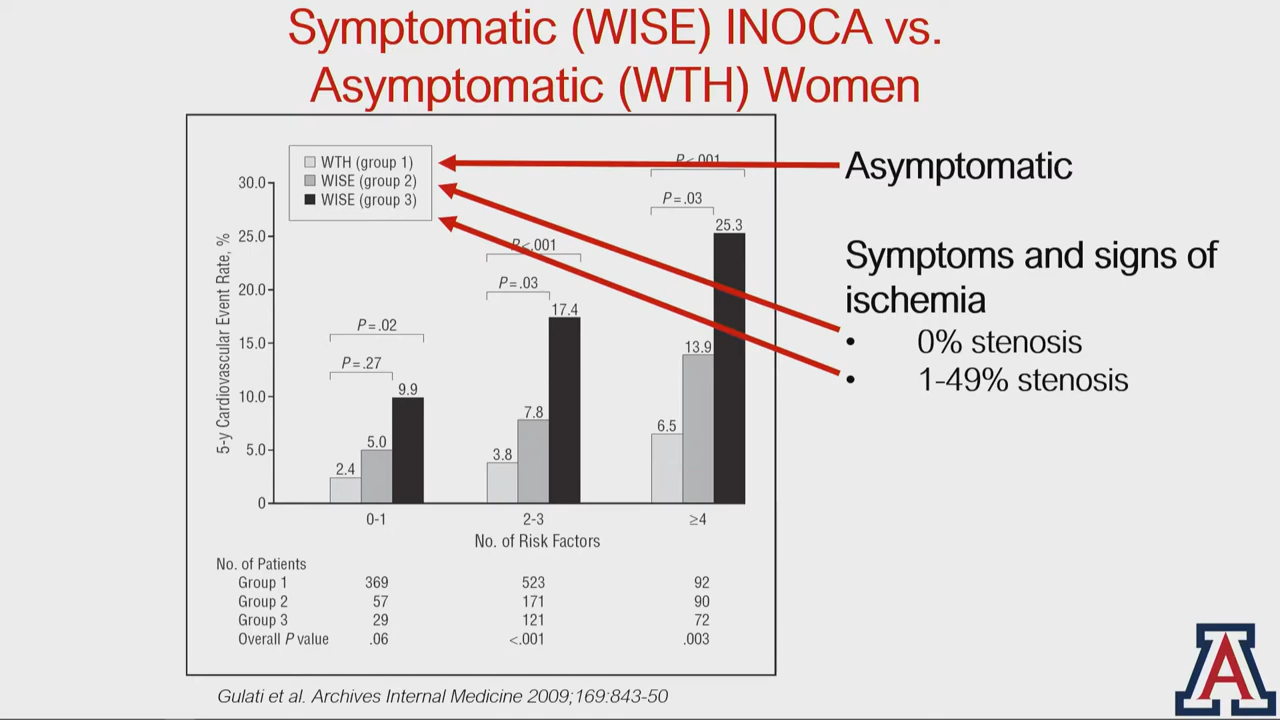 Symptomatic (WISE) INOCA vs.
Asymptomatic (WTH) Women
WTH (group 1)
WISE (group 2)
WISE (group 3)
30.0
25.0
20.0
15.0
10.0
5.0
0
5-y Cardiovascular Event Rate, %
P=.02
P=.27
2.4
5.0
9.9
P<.001
P=.03
3.8
7.8
17.4
P<.001
P=.03
6.5
13.9
25.3
0-1 2-3 ≥4
No. of Risk Factors
No. of Patients
Group 1 369 523 92
Group 2 57 171 90
Group 3 29 121 72
Overall P value .06 <.001 .003
Asymptomatic
Symptoms and signs of
ischemia
• 0% stenosis
• 1-49% stenosis
Gulati et al. Archives Internal Medicine 2009;169:843-50
A